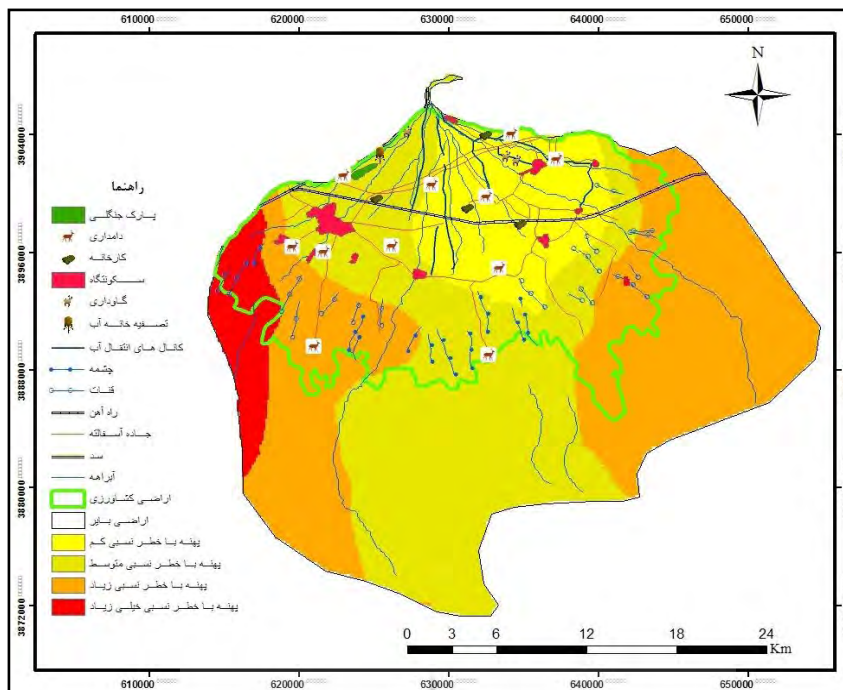 610000 620000 630000 640000 650000
N
3904000
3896000
3888000
3880000
3872000
راهنما
پارک جنگلی
دامداری
کارخانه
سکونتگاه
گاوداری
تصفیه خانه آب
کانال های انتقال آب
چشمه
قنات
راه آهن
جاده آسفالته
سد
آبراهه
اراضی کشاورزی
اراضی بایر
پهنه با خطر نسبی کم
پهنه با خطر نسبی متوسط
پهنه با خطر نسبی زیاد
پهنه با خطر نسبی خیلی زیاد
0 3 6 12 18 24
Km
610000 620000 630000 640000 650000